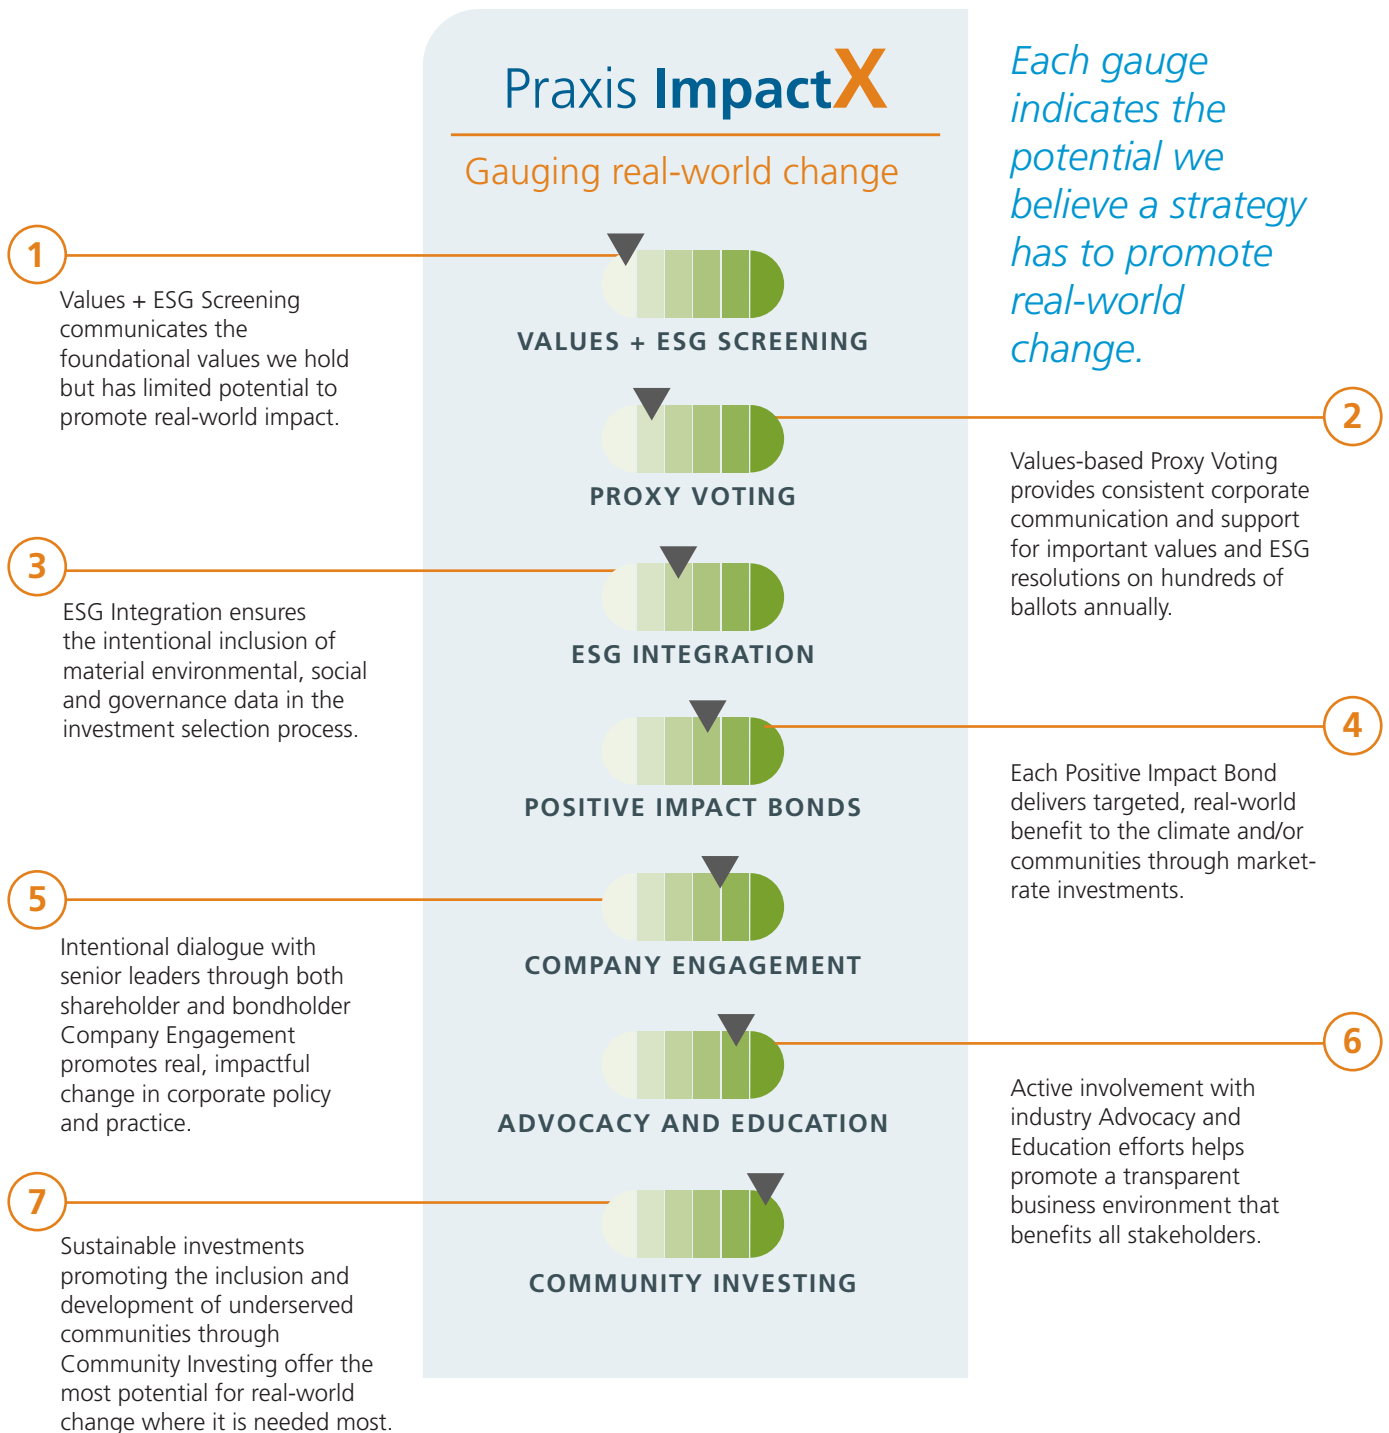 Praxis ImpactX
Gauging real-world change
Each gauge
indicates the
potential we
believe a strategy
has to promote
real-world
change.
1
Values + ESG Screening
communicates the
foundational values we hold
but has limited potential to
promote real-world impact.
VALUES + ESG SCREENING
2
Values-based Proxy Voting
provides consistent corporate
communication and support
for important values and ESG
resolutions on hundreds of
ballots annually.
PROXY VOTING
3
ESG Integration ensures
the intentional inclusion of
material environmental, social
and governance data in the
investment selection process.
ESG INTEGRATION
4
Each Positive Impact Bond
delivers targeted, real-world
benefit to the climate and/or
communities through market-
rate investments.
POSITIVE IMPACT BONDS
5
Intentional dialogue with
senior leaders through both
shareholder and bondholder
Company Engagement
promotes real, impactful
change in corporate policy
and practice.
COMPANY ENGAGEMENT
6
Active involvement with
industry Advocacy and
Education efforts helps
promote a transparent
business environment that
benefits all stakeholders.
ADVOCACY AND EDUCATION
7
Sustainable investments
promoting the inclusion and
development of underserved
communities through
Community Investing offer the
most potential for real-world
change where it is needed most.
COMMUNITY INVESTING